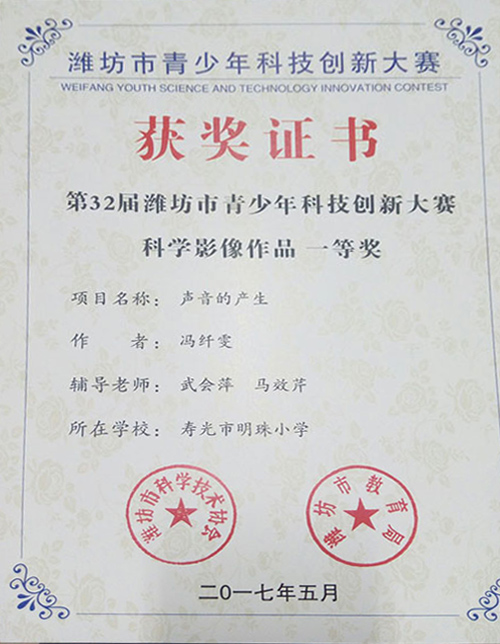 潍坊市青少年科技创新大赛
WEIFANG YOUTH SCIENCE AND TECHNOLOGY INNOVATION CONTEST
获奖证书
第32届潍坊市青少年科技创新大赛
科学影像作品 一等奖
项目名称： 声音的产生
作 者： 冯纤雯
辅导老师： 武会萍 马效芹
所在学校： 寿光市明珠小学
潍坊市科学技术协会
潍坊市教育局
二〇一七年五月